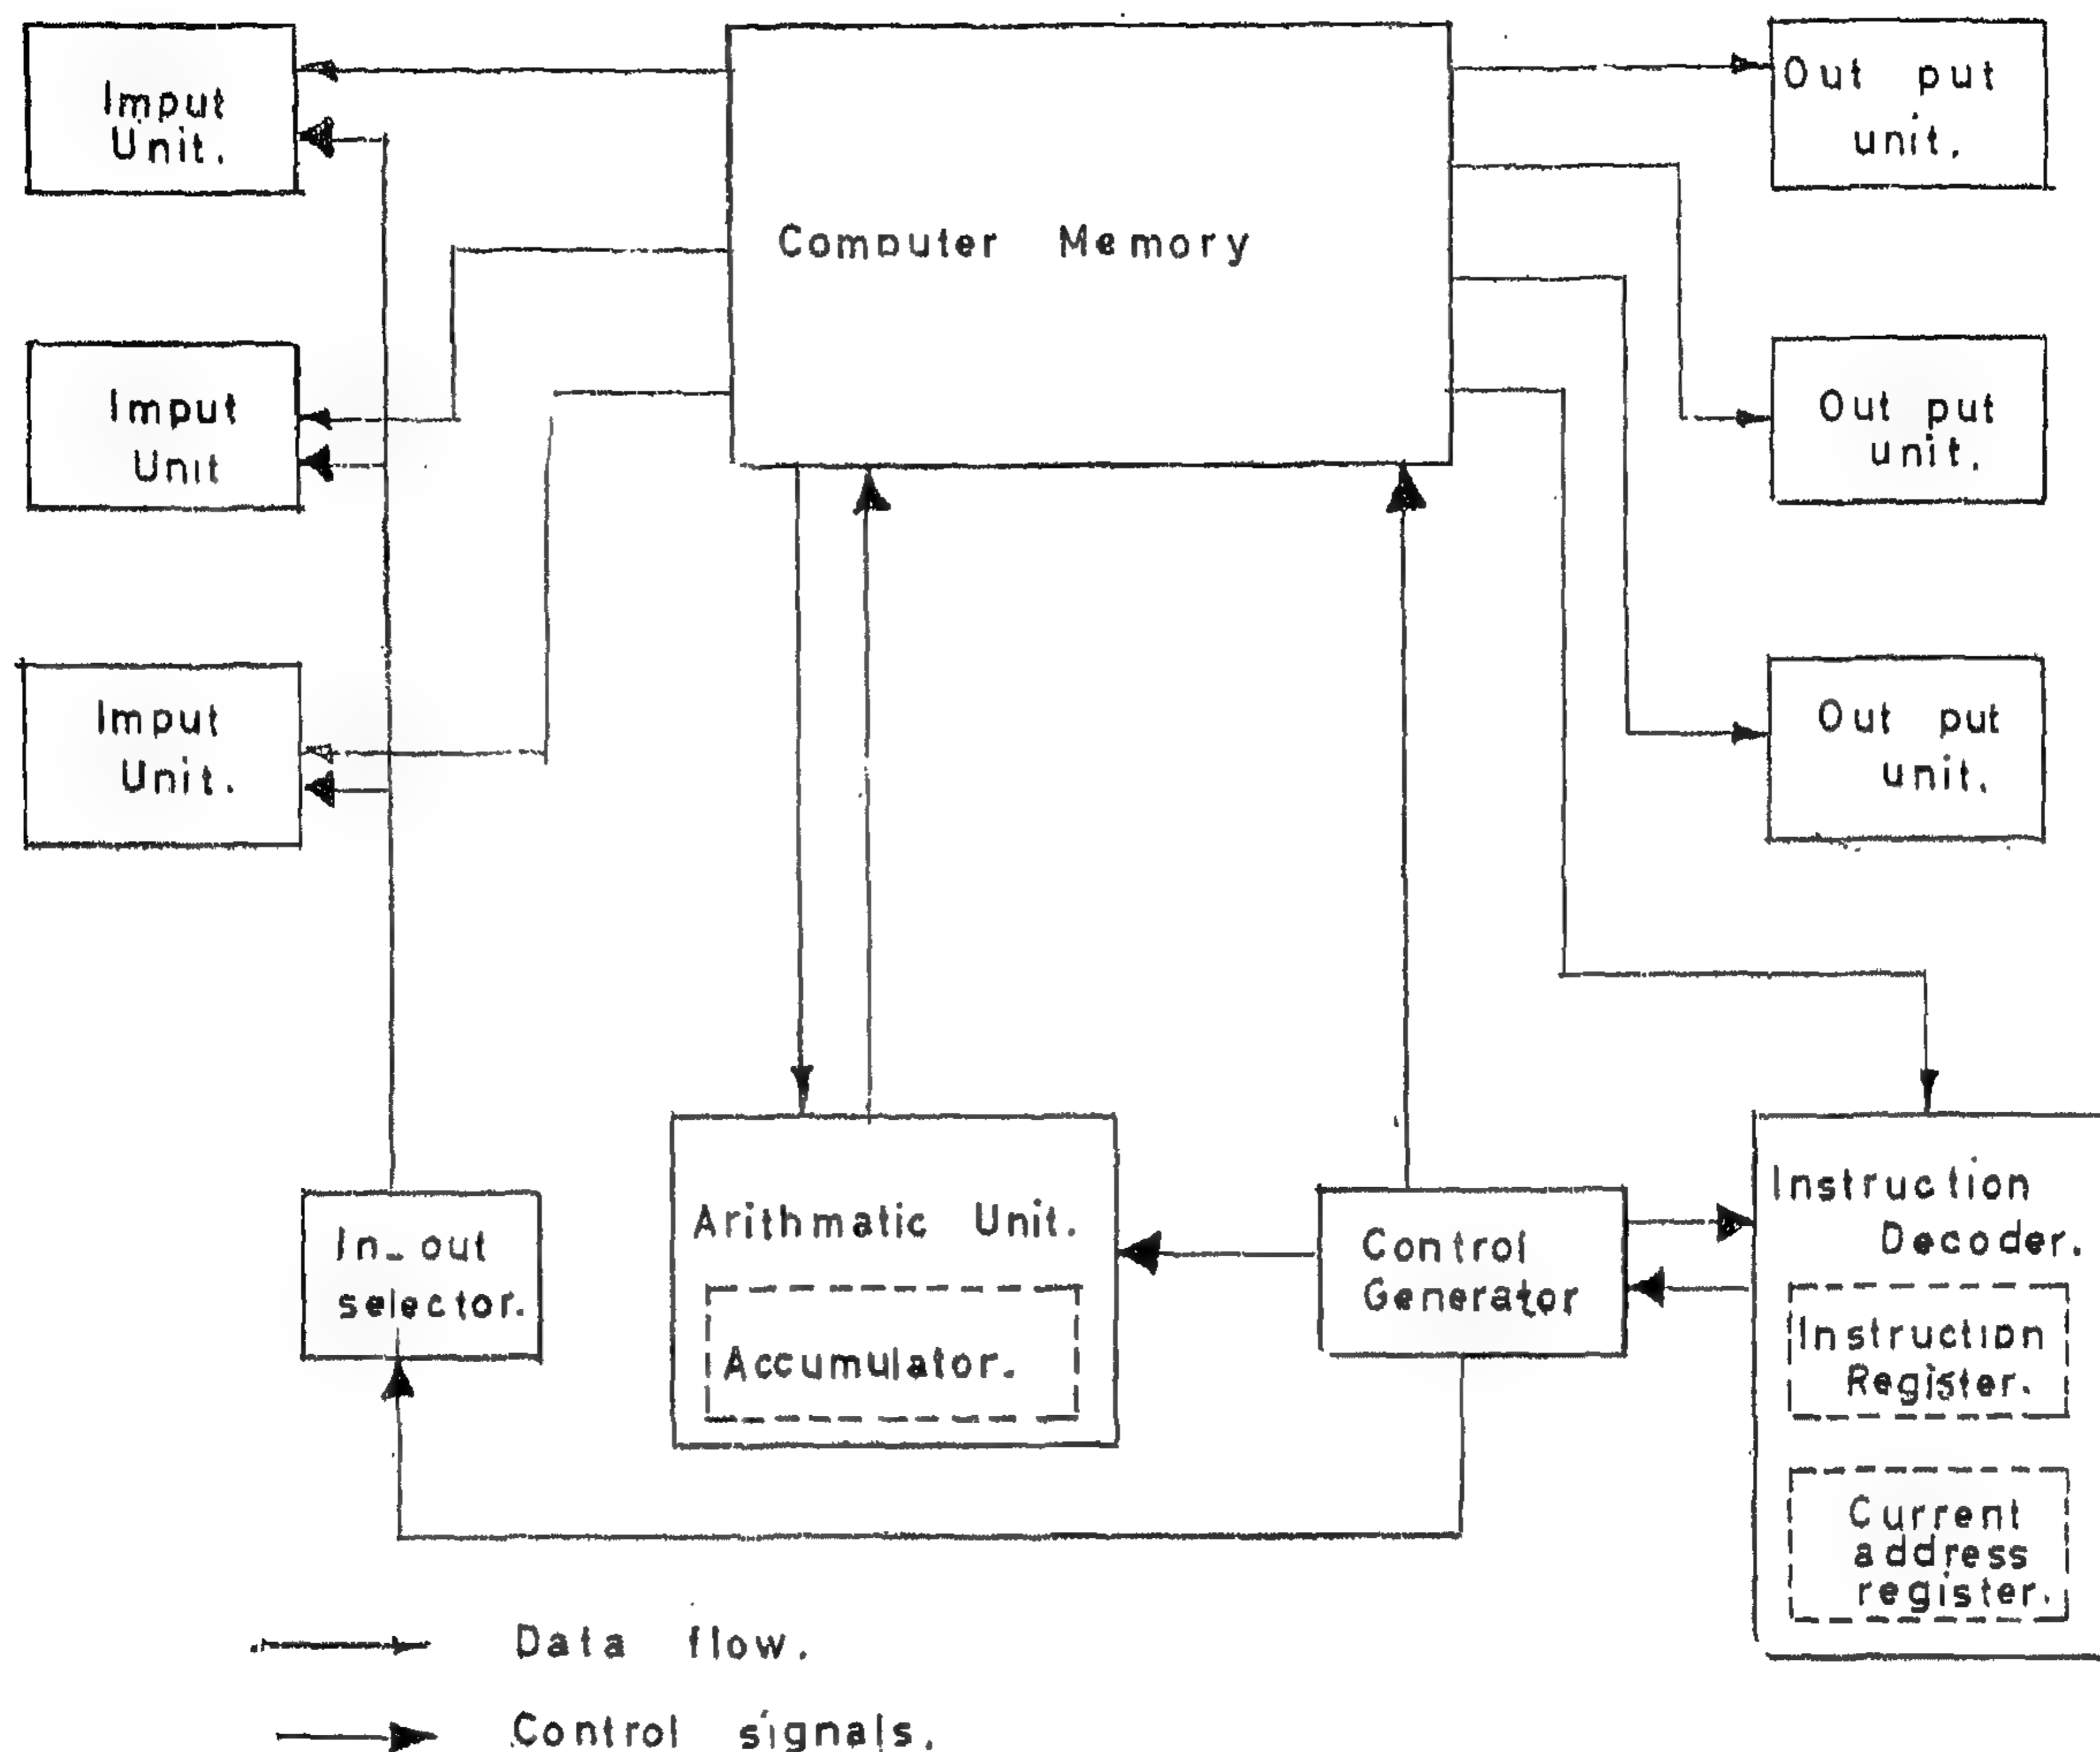 Imput
Unit.
Computer Memory
Out put
unit.
Imput
Unit
Out put
unit.
Imput
Unit.
Out put
unit.
In_out
selector.
Arithmatic Unit.
Accumulator.
Control
Generator
Instruction
Decoder.
Instruction
Register.
Current
address
register.
Data flow.
Control signals.